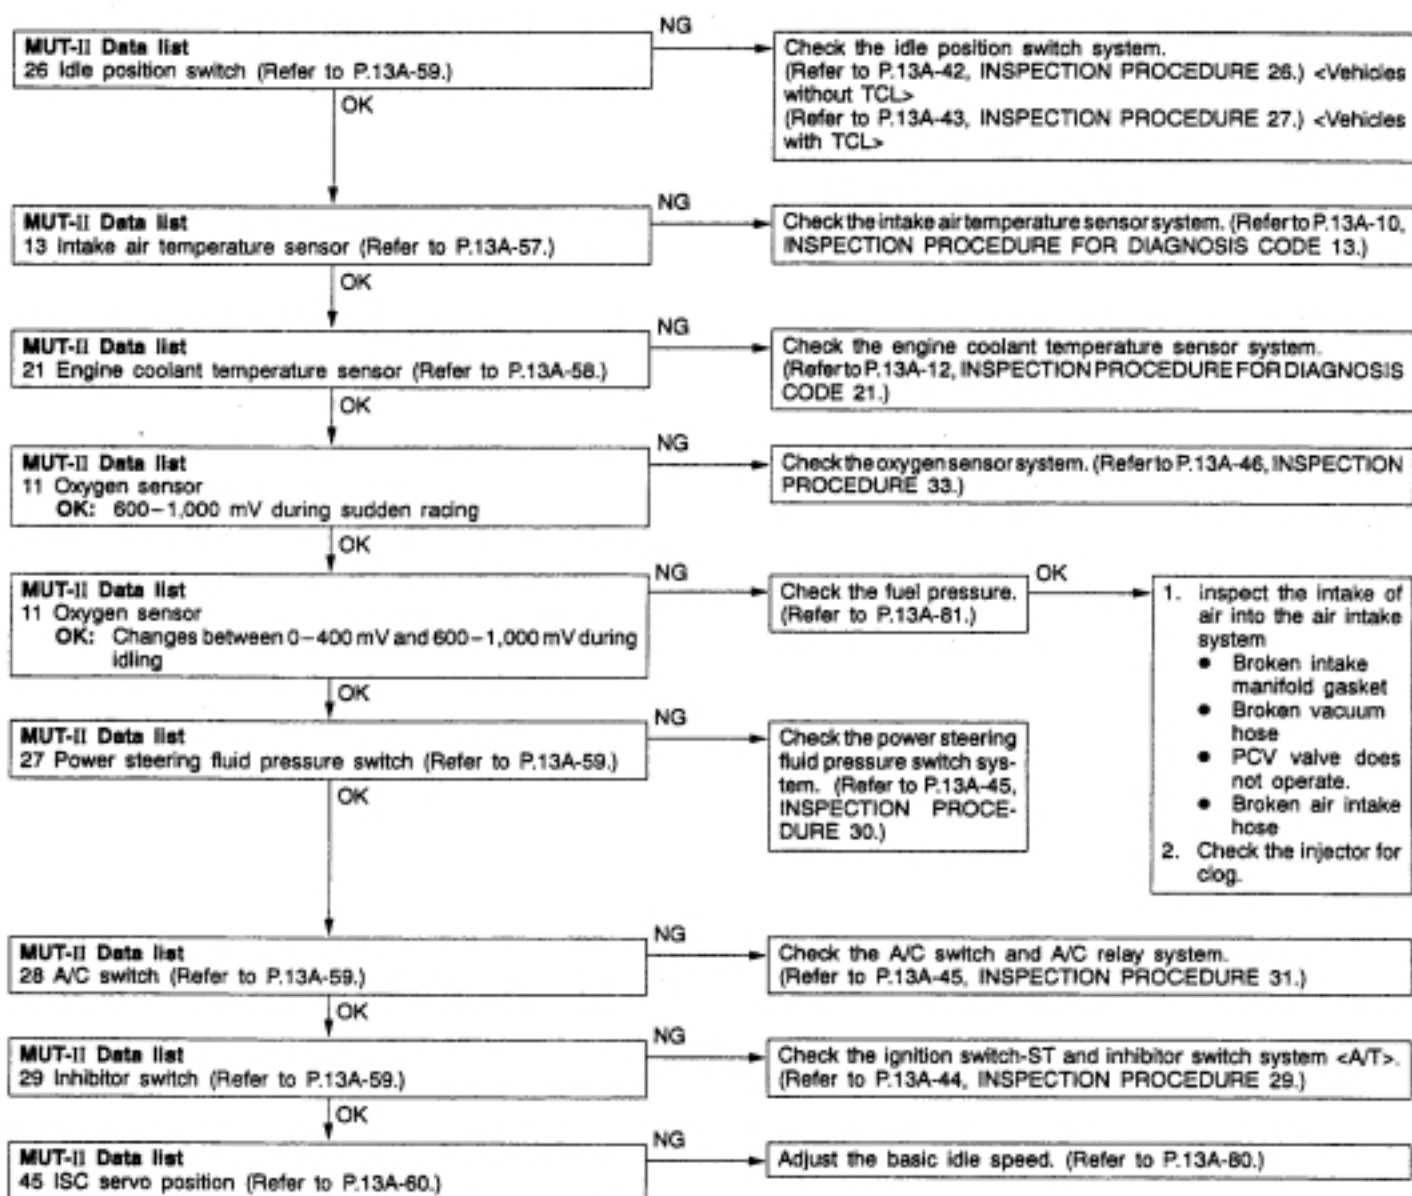 NG
MUT-II Data list
26 Idle position switch (Refer to P.13A-59.)
Check the idle position switch system.
(Refer to P.13A-42, INSPECTION PROCEDURE 26.) <Vehicles
without TCL>
(Refer to P.13A-43, INSPECTION PROCEDURE 27.) <Vehicles
with TCL>
OK
NG
MUT-II Data list
13 Intake air temperature sensor (Refer to P.13A-57.)
Check the intake air temperature sensor system. (Refer to P.13A-10,
INSPECTION PROCEDURE FOR DIAGNOSIS CODE 13.)
OK
NG
MUT-II Data list
21 Engine coolant temperature sensor (Refer to P.13A-58.)
Check the engine coolant temperature sensor system.
(Refer to P.13A-12, INSPECTION PROCEDURE FOR DIAGNOSIS
CODE 21.)
OK
NG
MUT-II Data list
11 Oxygen sensor
OK: 600–1,000 mV during sudden racing
Check the oxygen sensor system. (Refer to P.13A-46, INSPECTION
PROCEDURE 33.)
OK
NG
MUT-II Data list
11 Oxygen sensor
OK: Changes between 0–400 mV and 600–1,000 mV during
idling
Check the fuel pressure.
(Refer to P.13A-81.)
OK
1. Inspect the intake of
air into the air intake
system
● Broken intake
manifold gasket
● Broken vacuum
hose
● PCV valve does
not operate.
● Broken air intake
hose
2. Check the injector for
clog.
OK
NG
MUT-II Data list
27 Power steering fluid pressure switch (Refer to P.13A-59.)
Check the power steering
fluid pressure switch sys-
tem. (Refer to P.13A-45,
INSPECTION PROCE-
DURE 30.)
OK
NG
MUT-II Data list
28 A/C switch (Refer to P.13A-59.)
Check the A/C switch and A/C relay system.
(Refer to P.13A-45, INSPECTION PROCEDURE 31.)
OK
NG
MUT-II Data list
29 Inhibitor switch (Refer to P.13A-59.)
Check the ignition switch-ST and inhibitor switch system <A/T>.
(Refer to P.13A-44, INSPECTION PROCEDURE 29.)
OK
NG
MUT-II Data list
45 ISC servo position (Refer to P.13A-60.)
Adjust the basic idle speed. (Refer to P.13A-80.)